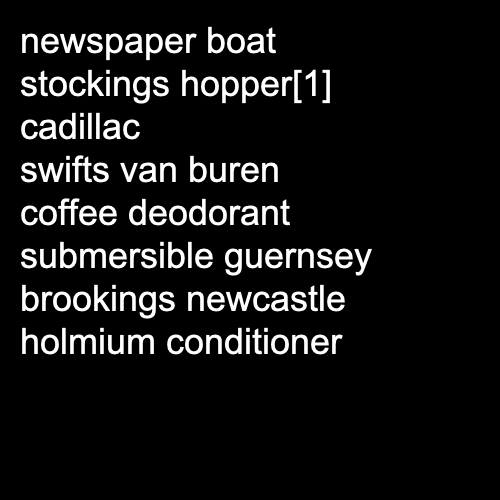 newspaper boat
stockings hopper[1]
cadillac
swifts van buren
coffee deodorant
submersible guernsey
brookings newcastle
holmium conditioner